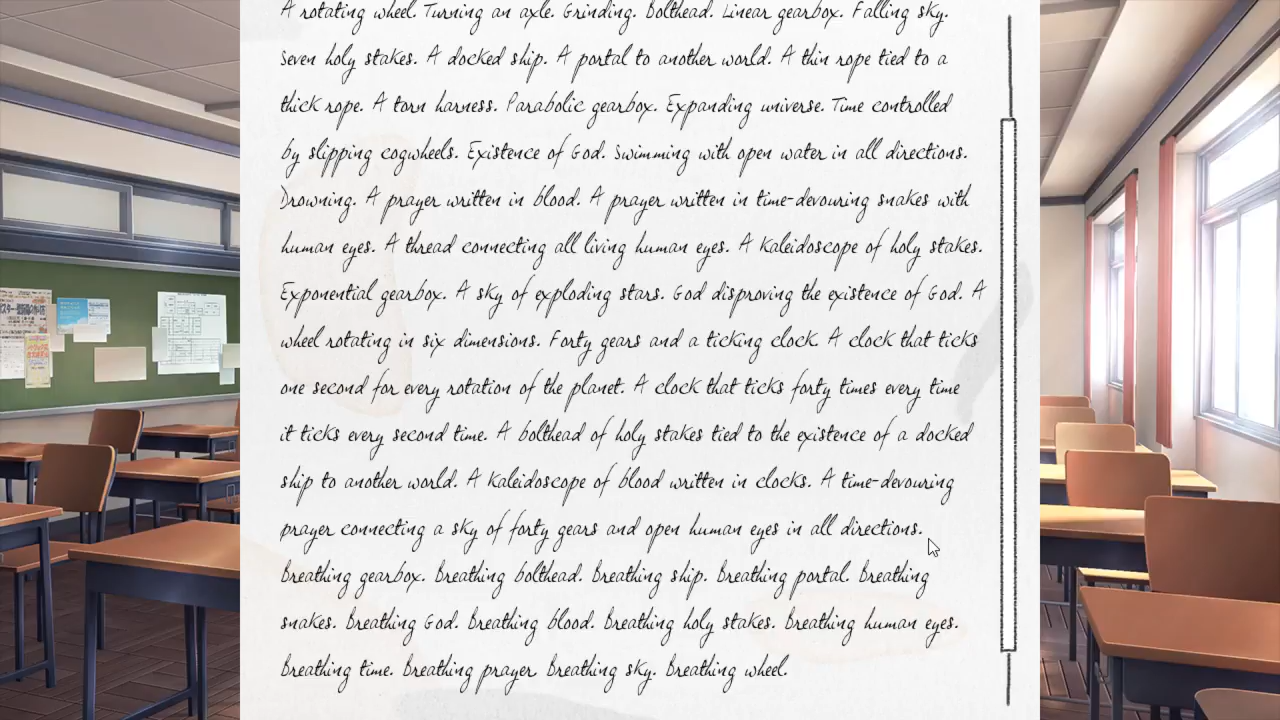 A rotating wheel. Turning an axle. Grinding. Bolthead. Linear gearbox. Falling sky.
Seven holy stakes. A docked ship. A portal to another world. A thin rope tied to a
thick rope. A torn harness. Parabolic gearbox. Expanding universe. Time controlled
by slipping cogwheels. Existence of God. Swimming with open water in all directions.
Drowning. A prayer written in blood. A prayer written in time-devouring snakes with
human eyes. A thread connecting all living human eyes. A kaleidoscope of holy stakes.
Exponential gearbox. A sky of exploding stars. God disproving the existence of God. A
wheel rotating in six dimensions. Forty gears and a ticking clock. A clock that ticks
one second for every rotation of the planet. A clock that ticks forty times every time
it ticks every second time. A bolthead of holy stakes tied to the existence of a docked
ship to another world. A kaleidoscope of blood written in clocks. A time-devouring
prayer connecting a sky of forty gears and open human eyes in all directions.
Breathing gearbox. Breathing bolthead. Breathing ship. Breathing portal. Breathing
snakes. Breathing God. Breathing blood. Breathing holy stakes. Breathing human eyes.
Breathing time. Breathing prayer. Breathing sky. Breathing wheel.